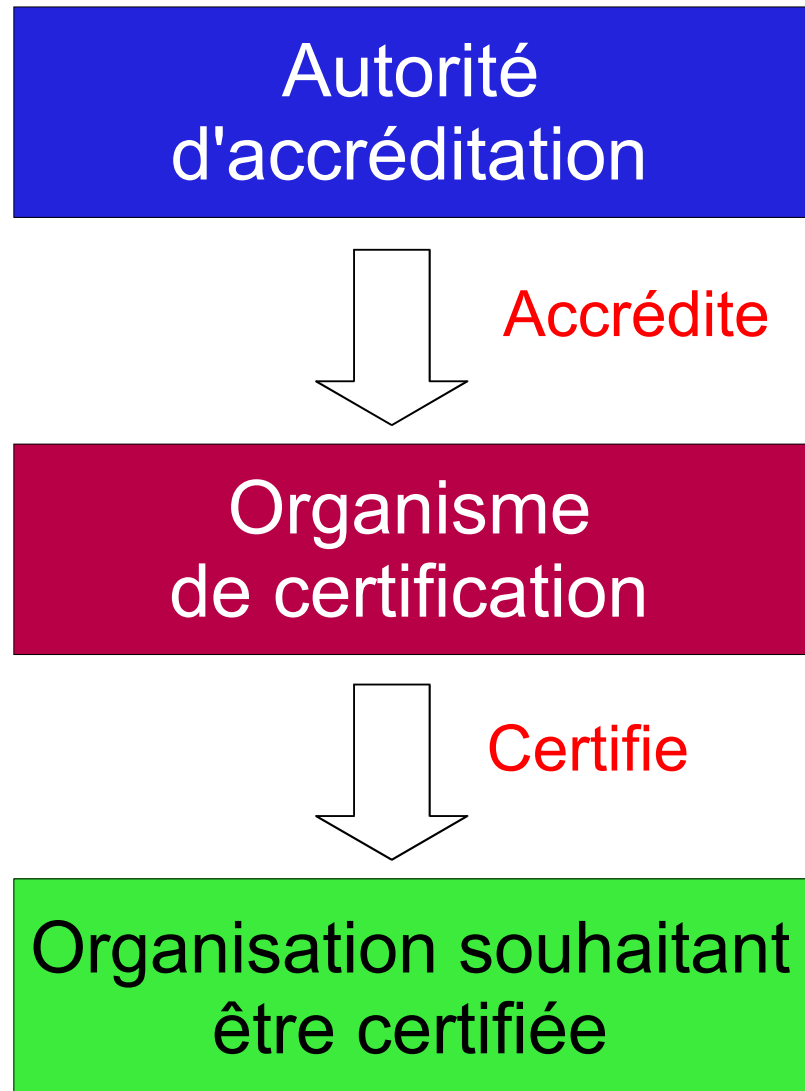 Autorité
d'accréditation
Accrédite
Organisme
de certification
Certifie
Organisation souhaitant
être certifiée